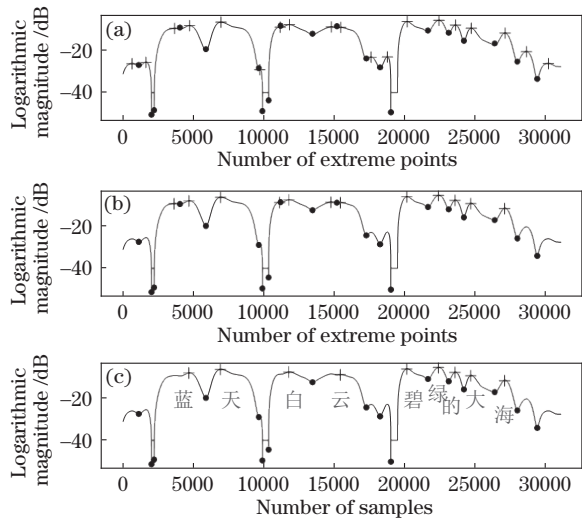 (a)
Logarithmic
magnitude /dB
−20
−40
0 5000 10000 15000 20000 25000 30000
Number of extreme points
(b)
Logarithmic
magnitude /dB
−20
−40
0 5000 10000 15000 20000 25000 30000
Number of extreme points
(c)
Logarithmic
magnitude /dB
−20
−40
蓝 天 白 云 碧 绿 的 大 海
0 5000 10000 15000 20000 25000 30000
Number of samples